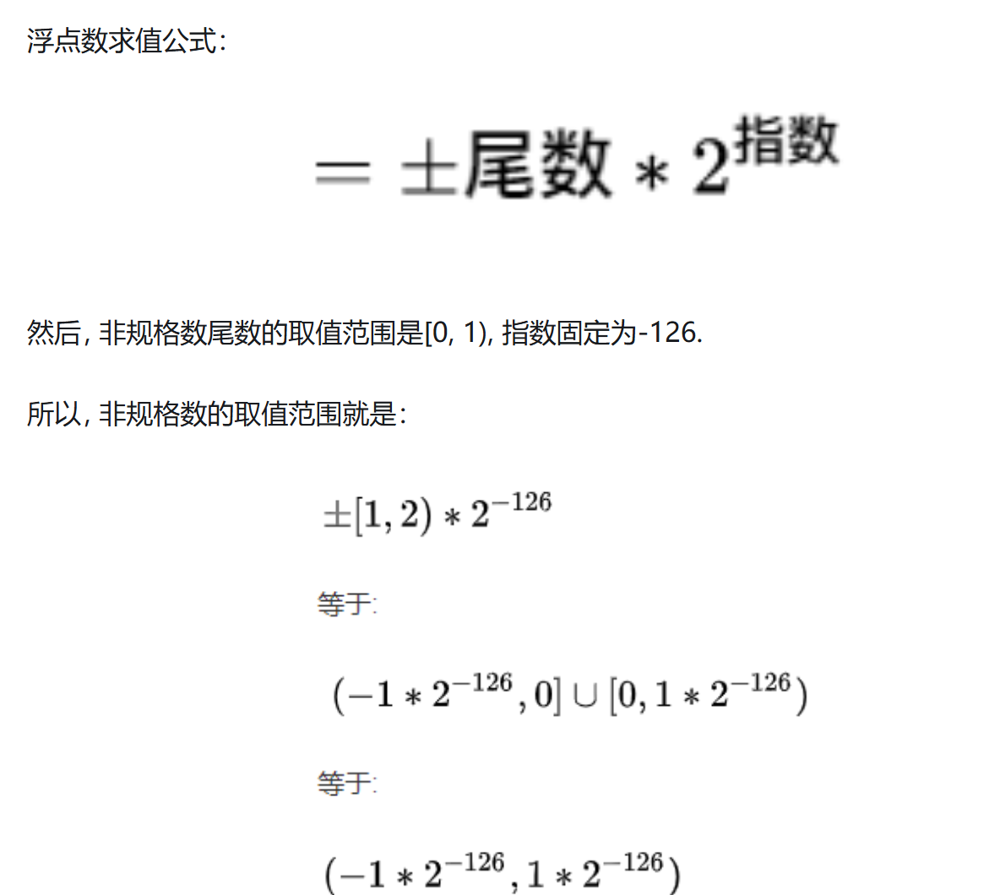 浮点数求值公式：
= ±尾数 * 2^指数
然后, 非规格数尾数的取值范围是[0, 1), 指数固定为-126.
所以, 非规格数的取值范围就是：
±[1, 2) * 2^−126
等于:
(−1 * 2^−126, 0] ∪ [0, 1 * 2^−126)
等于:
(−1 * 2^−126, 1 * 2^−126)